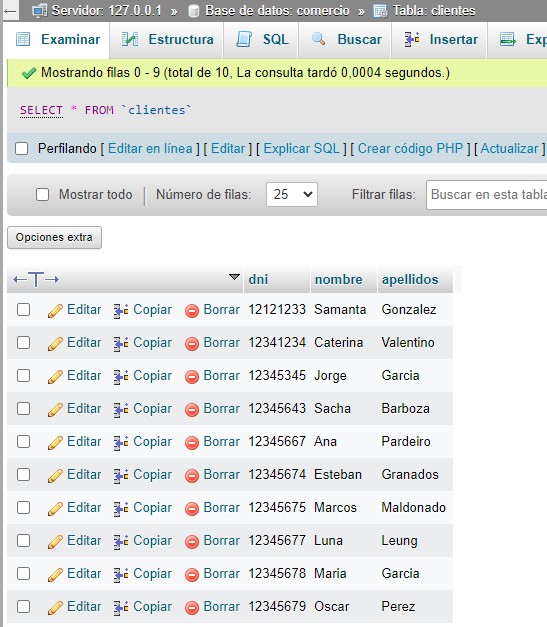 Servidor: 127.0.0.1 » Base de datos: comercio » Tabla: clientes
Examinar Estructura SQL Buscar Insertar Exp
Mostrando filas 0 - 9 (total de 10, La consulta tardó 0,0004 segundos.)
SELECT * FROM `clientes`
Perfilando [ Editar en línea ] [ Editar ] [ Explicar SQL ] [ Crear código PHP ] [ Actualizar ]
Mostrar todo Número de filas: 25 Filtrar filas: Buscar en esta tabla
Opciones extra
←T→ dni nombre apellidos
Editar Copiar Borrar 12121233 Samanta Gonzalez
Editar Copiar Borrar 12341234 Caterina Valentino
Editar Copiar Borrar 12345345 Jorge Garcia
Editar Copiar Borrar 12345643 Sacha Barboza
Editar Copiar Borrar 12345667 Ana Pardeiro
Editar Copiar Borrar 12345674 Esteban Granados
Editar Copiar Borrar 12345675 Marcos Maldonado
Editar Copiar Borrar 12345677 Luna Leung
Editar Copiar Borrar 12345678 Maria Garcia
Editar Copiar Borrar 12345679 Oscar Perez